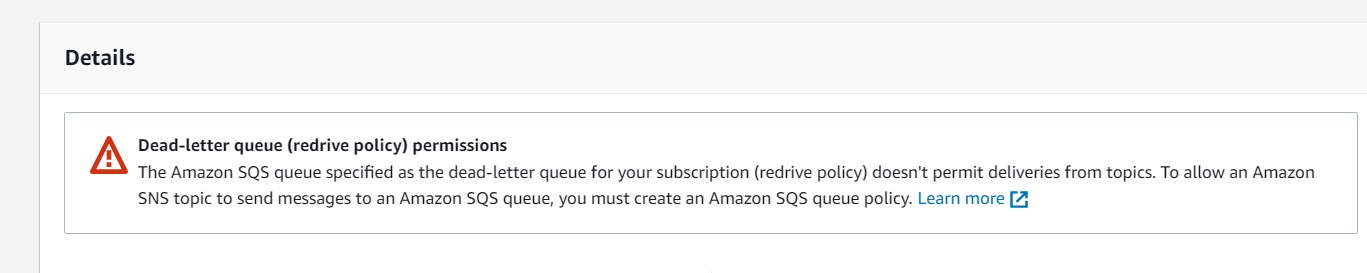 Details
Dead-letter queue (redrive policy) permissions
The Amazon SQS queue specified as the dead-letter queue for your subscription (redrive policy) doesn't permit deliveries from topics. To allow an Amazon
SNS topic to send messages to an Amazon SQS queue, you must create an Amazon SQS queue policy. Learn more